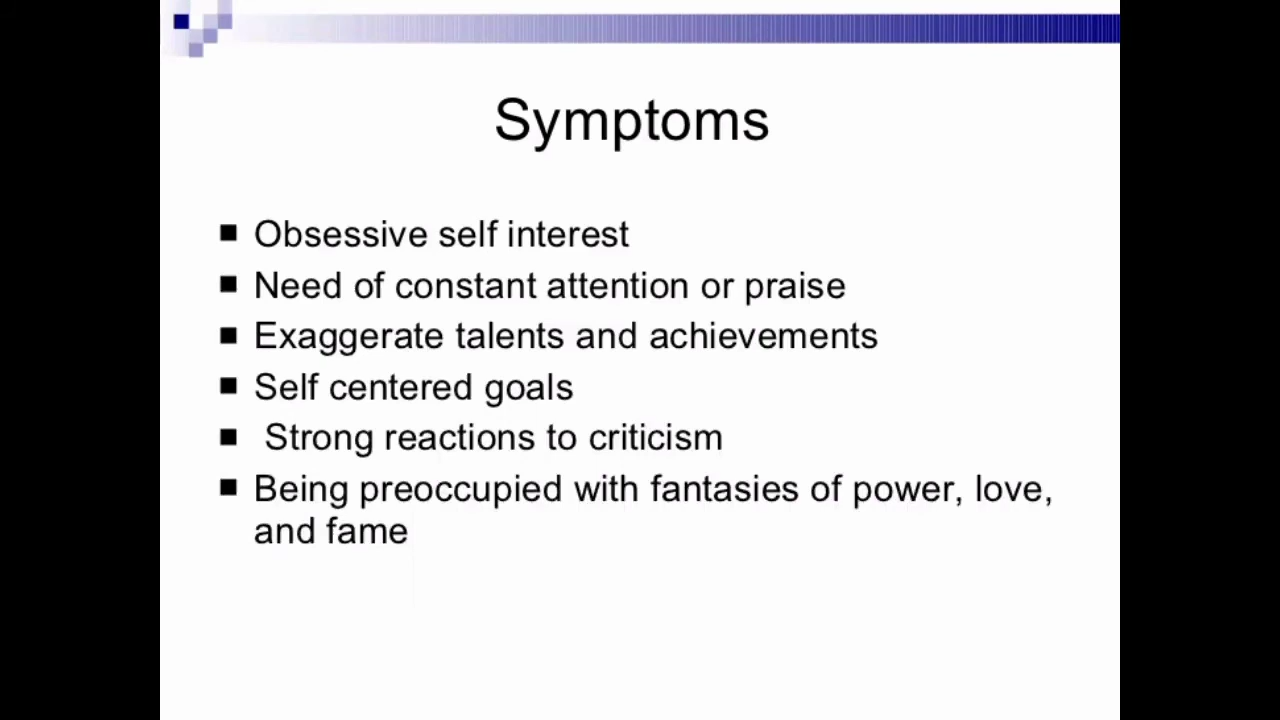 Symptoms
Obsessive self interest
Need of constant attention or praise
Exaggerate talents and achievements
Self centered goals
Strong reactions to criticism
Being preoccupied with fantasies of power, love,
and fame